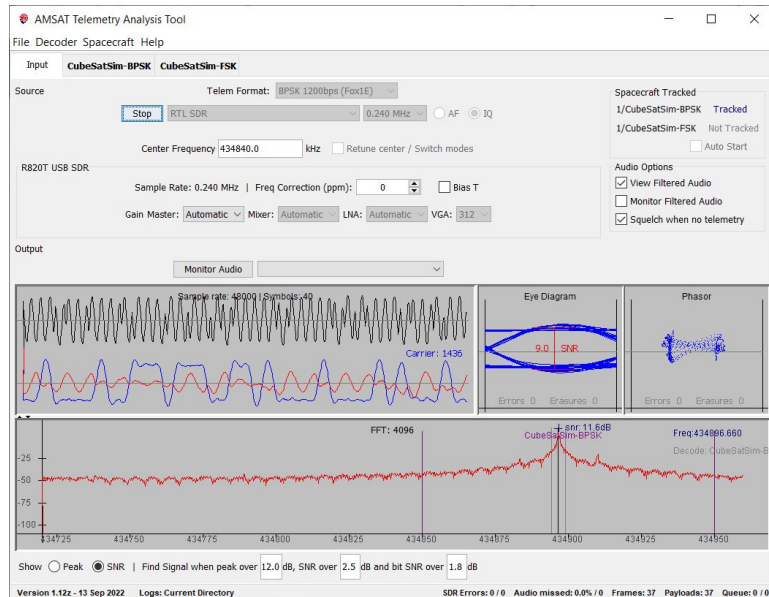 AMSAT Telemetry Analysis Tool
File Decoder Spacecraft Help
Input CubeSatSim-BPSK CubeSatSim-FSK
Source Telem Format: BPSK 1200bps (Fox1E)
Stop RTL SDR 0.240 MHz AF IQ
Center Frequency 434840.0 kHz Retune center / Switch modes
R820T USB SDR
Sample Rate: 0.240 MHz | Freq Correction (ppm): 0 Bias T
Gain Master: Automatic Mixer: Automatic LNA: Automatic VGA: 312
Spacecraft Tracked
1/CubeSatSim-BPSK Tracked
1/CubeSatSim-FSK Not Tracked
Auto Start
Audio Options
View Filtered Audio
Monitor Filtered Audio
Squelch when no telemetry
Output
Monitor Audio
Sample rate: 48000 | Symbols: 40
Carrier: 1436
Eye Diagram
9.0 SNR
Errors 0 Erasures 0
Phasor
Errors 0 Erasures 0
FFT: 4096
snr: 11.6dB
CubeSatSim-BPSK
Freq:434896.660
Decode: CubeSatSim-B
-25
-50
-75
-100
434725 434750 434775 434800 434825 434850 434875 434900 434925 434950
Show Peak SNR | Find Signal when peak over 12.0 dB, SNR over 2.5 dB and bit SNR over 1.8 dB
Version 1.12z - 13 Sep 2022 Logs: Current Directory SDR Errors: 0 / 0 Audio missed: 0.0% / 0 Frames: 37 Payloads: 37 Queue: 0 / 0